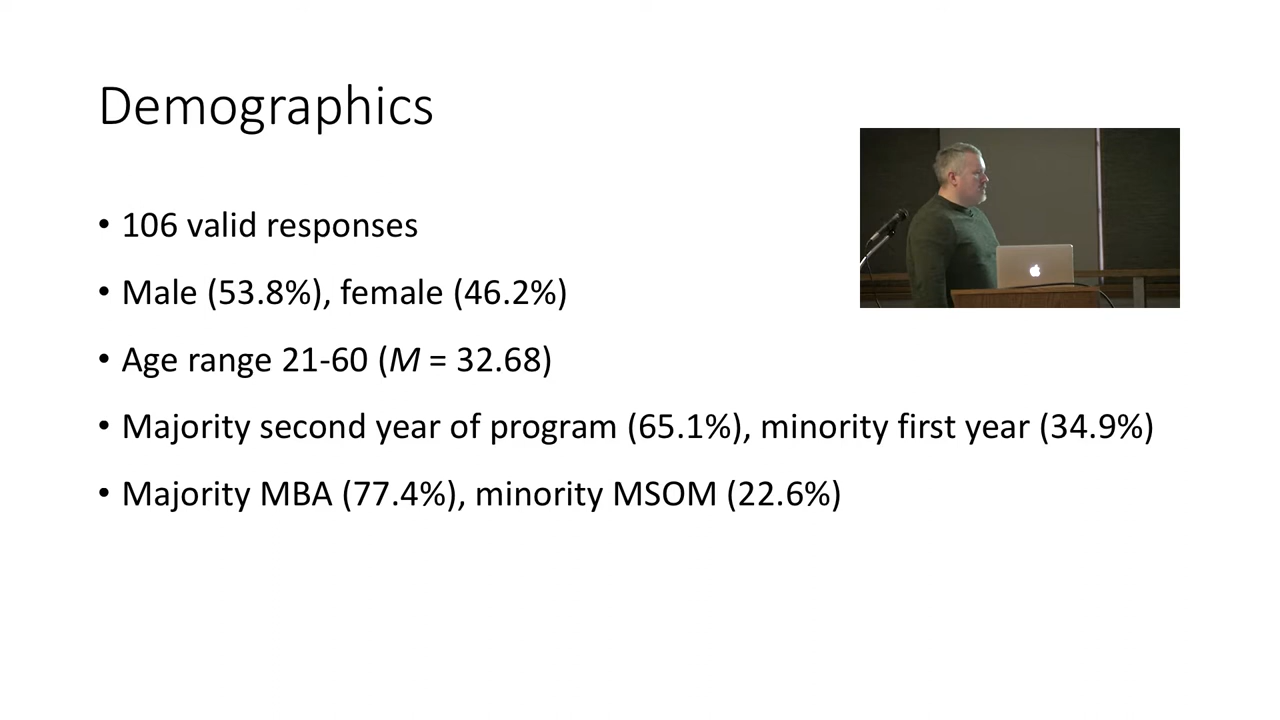 Demographics
• 106 valid responses
• Male (53.8%), female (46.2%)
• Age range 21-60 (M = 32.68)
• Majority second year of program (65.1%), minority first year (34.9%)
• Majority MBA (77.4%), minority MSOM (22.6%)